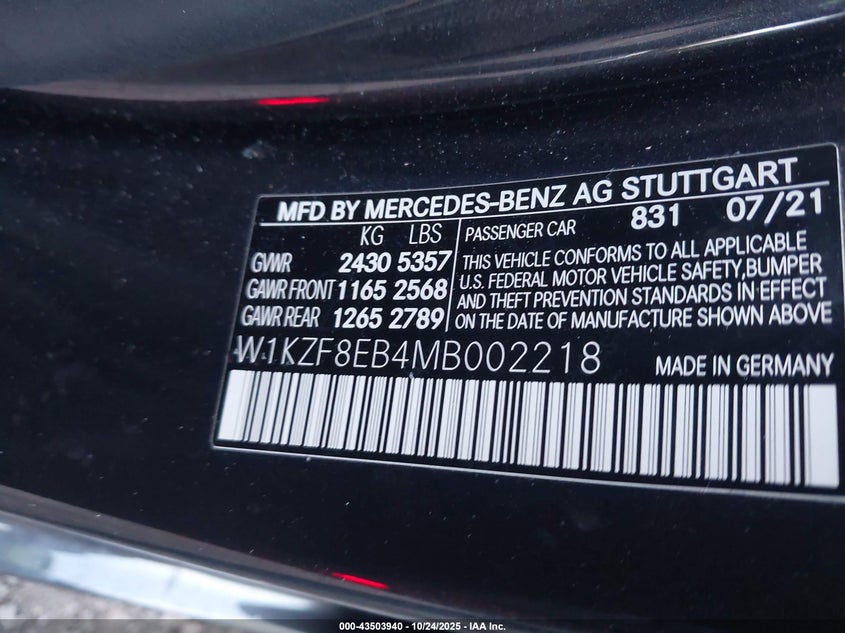 MFD BY MERCEDES-BENZ AG STUTTGART
KG LBS
GVWR 2430 5357
GAWR FRONT 1165 2568
GAWR REAR 1265 2789
PASSENGER CAR 831 07/21
THIS VEHICLE CONFORMS TO ALL APPLICABLE
U.S. FEDERAL MOTOR VEHICLE SAFETY, BUMPER
AND THEFT PREVENTION STANDARDS IN EFFECT
ON THE DATE OF MANUFACTURE SHOWN ABOVE
W1KZF8EB4MB002218
MADE IN GERMANY
000-43503940 | 10/24/2025 | IAA Inc.